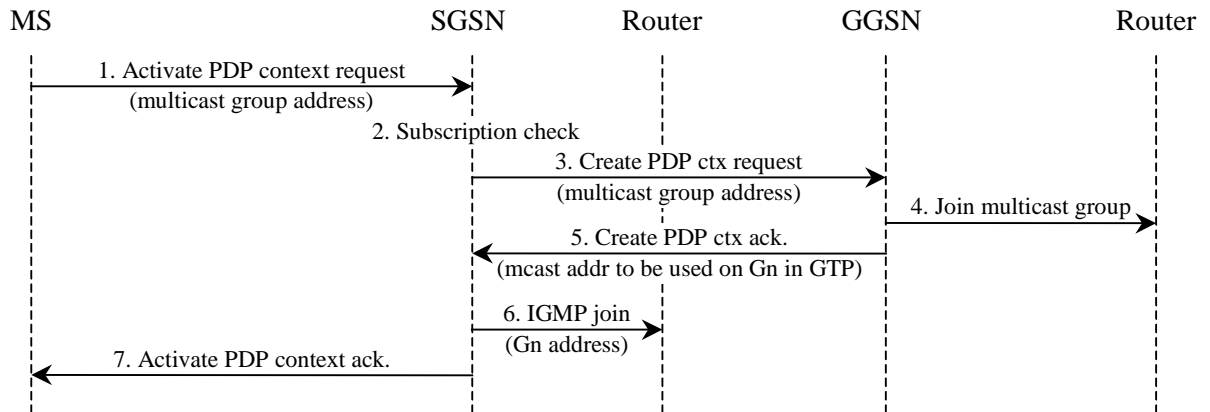 MS SGSN Router GGSN Router
1. Activate PDP context request
(multicast group address)
2. Subscription check
3. Create PDP ctx request
(multicast group address)
4. Join multicast group
5. Create PDP ctx ack.
(mcast addr to be used on Gn in GTP)
6. IGMP join
(Gn address)
7. Activate PDP context ack.